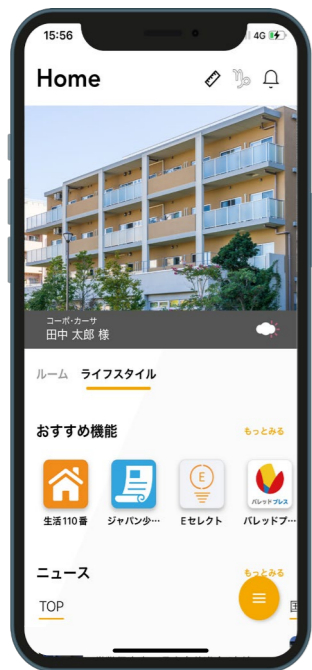 15:56
4G
Home
コーポ・カーサ
田中 太郎 様
ルーム ライフスタイル
おすすめ機能
もっとみる
E
パレッド プレス
生活110番
ジャパン少…
Eセレクト
パレッドプ…
ニュース
もっとみる
TOP